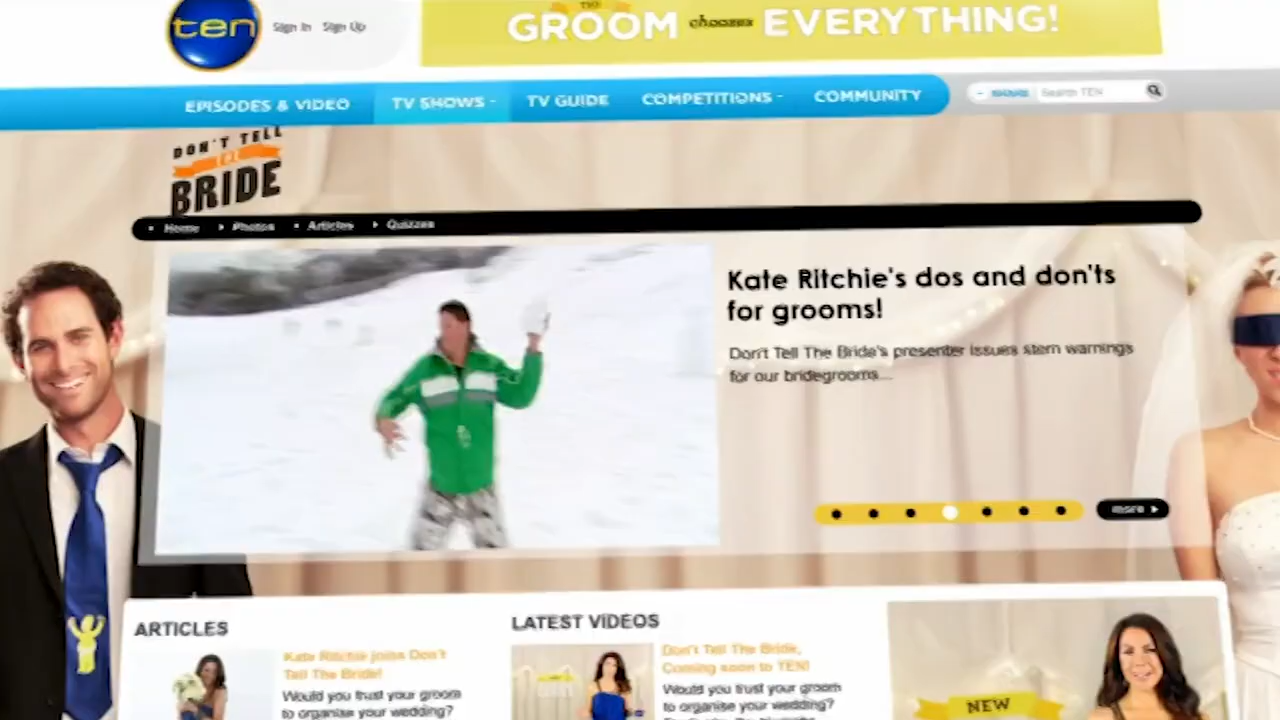 ten
Sign In Sign Up
THE
GROOM chooses EVERYTHING!
EPISODES & VIDEO TV SHOWS TV GUIDE COMPETITIONS COMMUNITY
Search TEN
DON'T TELL
BRIDE
Home Photos Articles Quizzes
Kate Ritchie's dos and don'ts
for grooms!
Don't Tell The Bride's presenter issues stern warnings
for our bridegrooms...
more
ARTICLES
Kate Ritchie joins Don't
Tell The Bride!
Would you trust your groom
to organise your wedding?
LATEST VIDEOS
Don't Tell The Bride,
Coming soon to TEN!
Would you trust your groom
to organise your wedding?
NEW